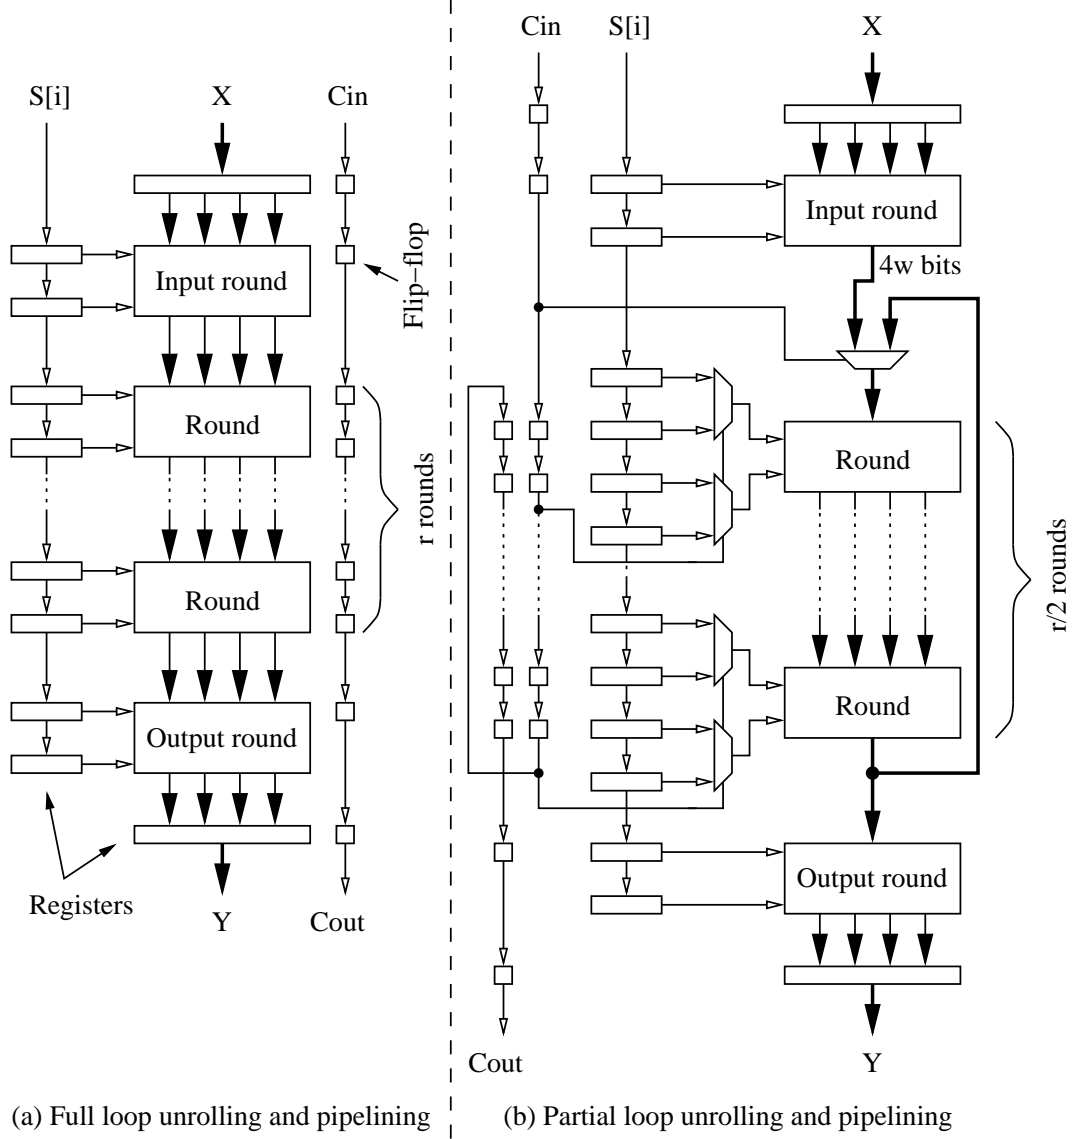 S[i]
X
Cin
Input round
Flip–flop
Round
r rounds
Round
Output round
Registers
Y
Cout
(a) Full loop unrolling and pipelining
Cin
S[i]
X
Input round
4w bits
Round
r/2 rounds
Round
Output round
Cout
Y
(b) Partial loop unrolling and pipelining